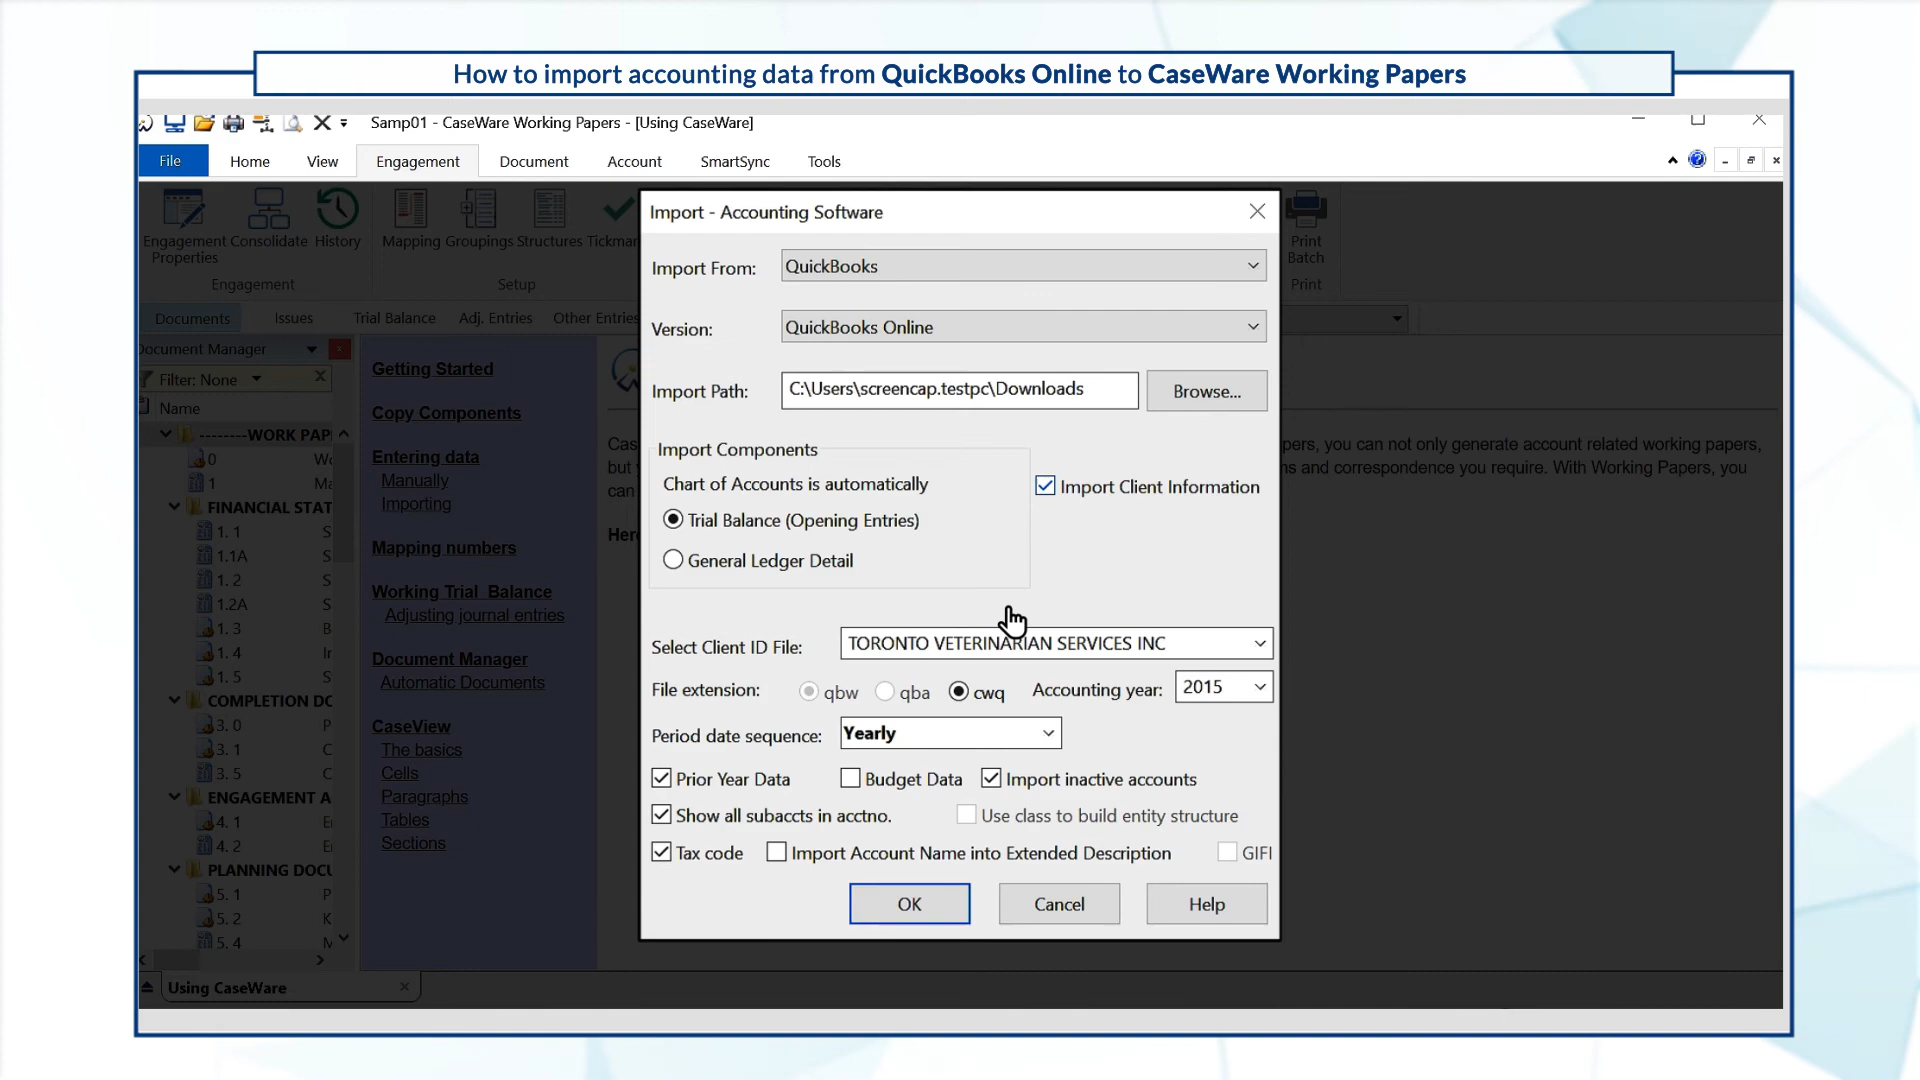 How to import accounting data from QuickBooks Online to CaseWare Working Papers
Samp01 - CaseWare Working Papers - [Using CaseWare]
File Home View Engagement Document Account SmartSync Tools
Engagement Properties
Consolidate
History
Mapping
Groupings
Structures
Tickmar
Print Batch
Engagement
Setup
Print
Documents Issues Trial Balance Adj. Entries Other Entries
Document Manager
Filter: None
Name
--------WORK PAP
0 Wo
1 Ma
FINANCIAL STAT
1. 1 S
1.1A S
1. 2 S
1.2A S
1. 3 B
1. 4 In
1. 5 S
COMPLETION DO
3. 0 P
3. 1 C
3. 5 C
ENGAGEMENT A
4. 1 E
4. 2 E
PLANNING DOCU
5. 1 P
5. 2 K
5. 4 M
Getting Started
Copy Components
Entering data
Manually
Importing
Mapping numbers
Working Trial Balance
Adjusting journal entries
Document Manager
Automatic Documents
CaseView
The basics
Cells
Paragraphs
Tables
Sections
Cas
but
can
Her
pers, you can not only generate account related working papers,
ns and correspondence you require. With Working Papers, you
Import - Accounting Software
Import From: QuickBooks
Version: QuickBooks Online
Import Path: C:\Users\screencap.testpc\Downloads Browse...
Import Components
Chart of Accounts is automatically
Import Client Information
Trial Balance (Opening Entries)
General Ledger Detail
Select Client ID File: TORONTO VETERINARIAN SERVICES INC
File extension: qbw qba cwq Accounting year: 2015
Period date sequence: Yearly
Prior Year Data Budget Data Import inactive accounts
Show all subaccts in acctno. Use class to build entity structure
Tax code Import Account Name into Extended Description GIFI
OK Cancel Help
Using CaseWare